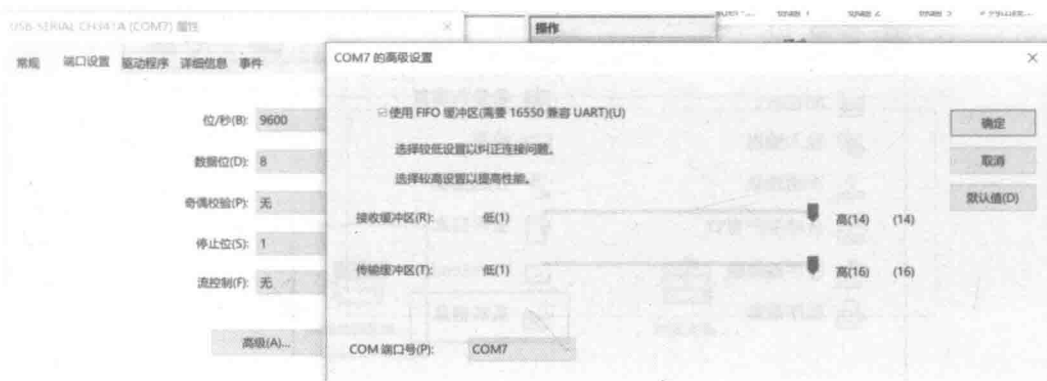 USB-SERIAL CH341A (COM7) 属性
操作
常规 端口设置 驱动程序 详细信息 事件
位/秒(B): 9600
数据位(D): 8
奇偶校验(P): 无
停止位(S): 1
流控制(F): 无
高级(A)...
COM7 的高级设置
使用 FIFO 缓冲区(需要 16550 兼容 UART)(U)
选择较低设置以纠正连接问题。
选择较高设置以提高性能。
接收缓冲区(R): 低(1) 高(14) (14)
传输缓冲区(T): 低(1) 高(16) (16)
COM 端口号(P): COM7
确定
取消
默认值(D)